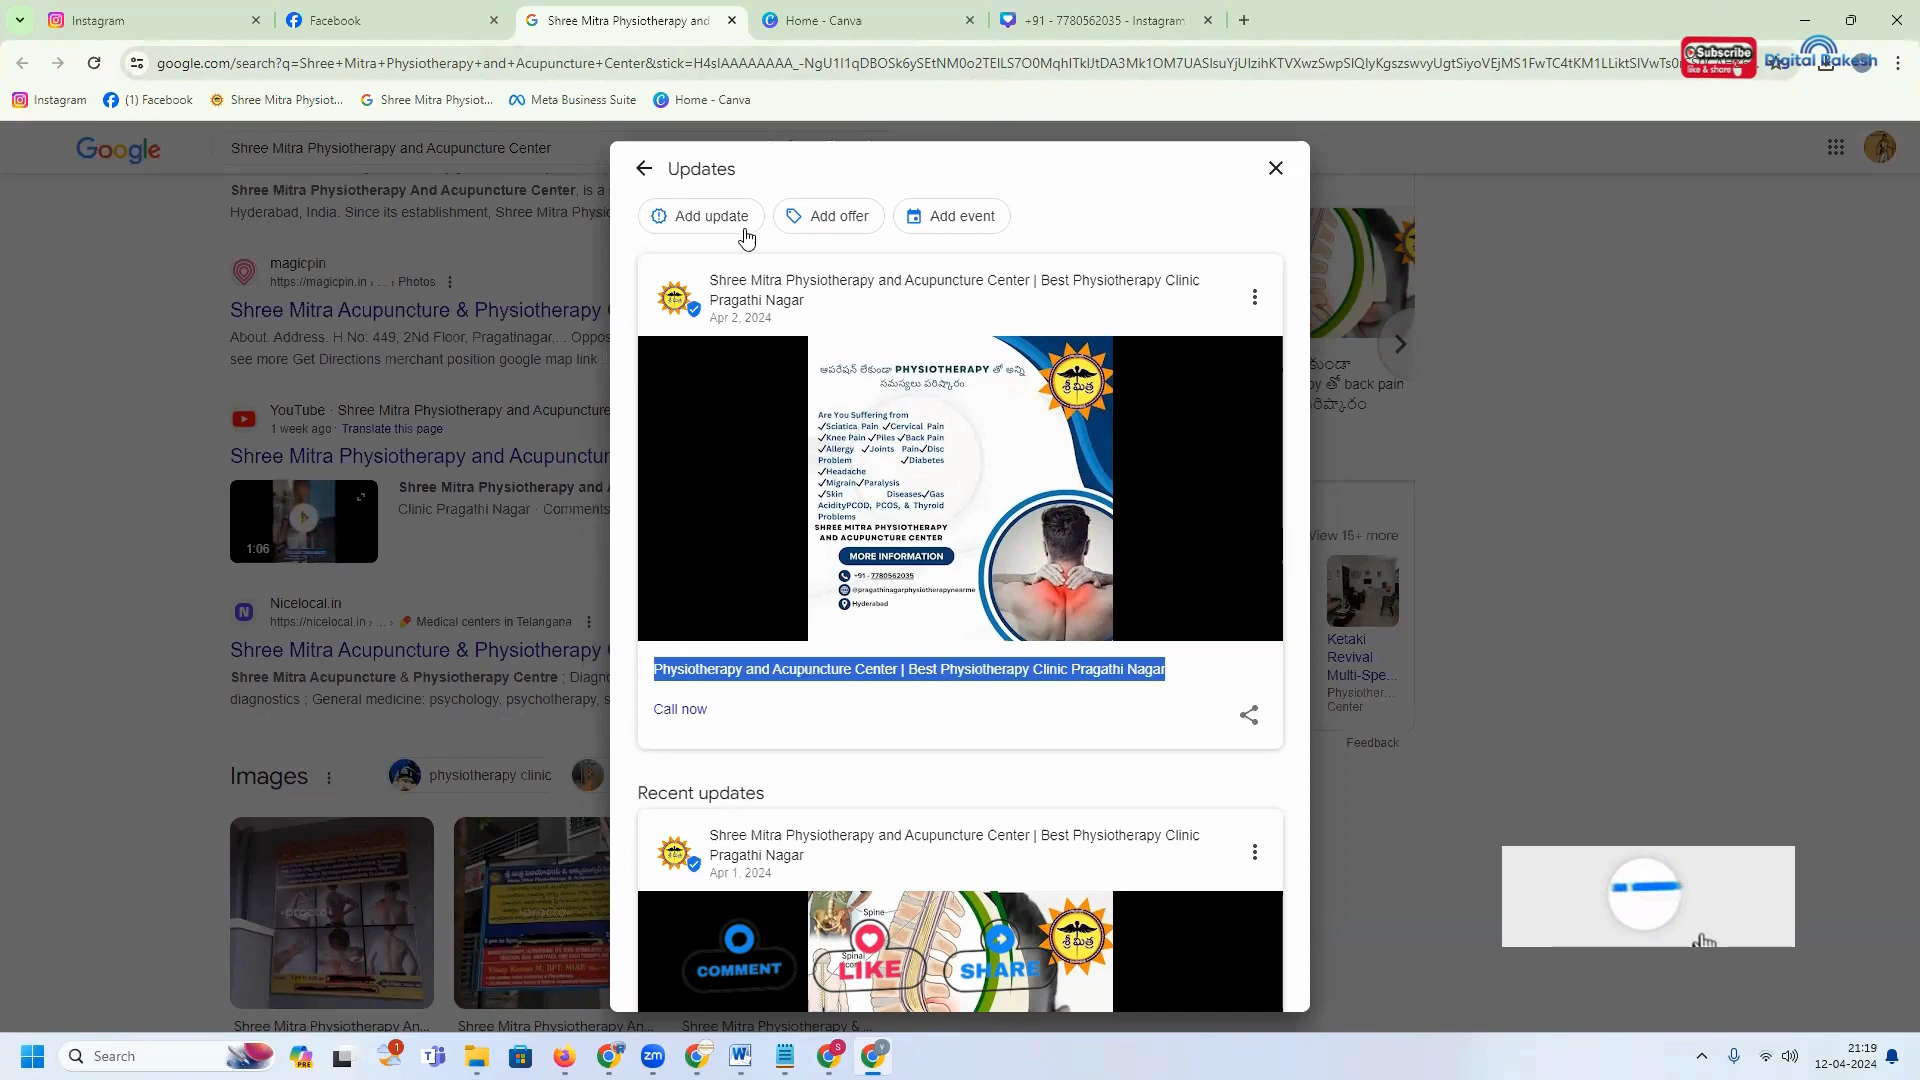 Instagram
Facebook
Shree Mitra Physiotherapy and
Home - Canva
+91 - 7780562035 - Instagram
Subscribe
like & share
Digital Rakesh
Instagram
(1) Facebook
Shree Mitra Physiot...
Shree Mitra Physiot...
Meta Business Suite
Home - Canva
Google
Shree Mitra Physiotherapy and Acupuncture Center
Shree Mitra Physiotherapy And Acupuncture Center, is a
Hyderabad, India. Since its establishment, Shree Mitra Physio
magicpin
https://magicpin.in › ... › Photos
Shree Mitra Acupuncture & Physiotherapy
About. Address. H.No: 449, 2Nd Floor, Pragatinagar,... Oppos
see more Get Directions merchant position google map link
YouTube · Shree Mitra Physiotherapy and Acupuncture
1 week ago · Translate this page
Shree Mitra Physiotherapy and Acupunctur
Shree Mitra Physiotherapy and
Clinic Pragathi Nagar · Comments
1:06
Nicelocal.in
https://nicelocal.in › ... › Medical centers in Telangana
Shree Mitra Acupuncture & Physiotherapy
Shree Mitra Acupuncture & Physiotherapy Centre ; Diagn
diagnostics ; General medicine: psychology, psychotherapy, s
Images
physiotherapy clinic
Shree Mitra Physiotherapy An...
Shree Mitra Physiotherapy And...
Shree Mitra Physiotherapy & ...
Updates
Add update
Add offer
Add event
Shree Mitra Physiotherapy and Acupuncture Center | Best Physiotherapy Clinic
Pragathi Nagar
Apr 2, 2024
ఆపరేషన్ లేకుండా PHYSIOTHERAPY తో అన్ని
సమస్యలు పరిష్కారం
శ్రీ మిత్ర
Are You Suffering from
✓Sciatica Pain ✓Cervical Pain
✓Knee Pain ✓Piles ✓Back Pain
✓Allergy ✓Joints Pain✓Disc
Problem ✓Diabetes
✓Headache
✓Migrain✓Paralysis
✓Skin Diseases✓Gas
AcidityPCOD, PCOS, & Thyroid
Problems
SHREE MITRA PHYSIOTHERAPY
AND ACUPUNCTURE CENTER
MORE INFORMATION
+91 - 7780562035
@pragathinagarphysiotherapynearme
Hyderabad
Physiotherapy and Acupuncture Center | Best Physiotherapy Clinic Pragathi Nagar
Call now
Recent updates
Shree Mitra Physiotherapy and Acupuncture Center | Best Physiotherapy Clinic
Pragathi Nagar
Apr 1, 2024
Spine
Spinal
శ్రీ మిత్ర
COMMENT
LIKE
SHARE
తో back pain
View 15+ more
Ketaki
Revival
Multi-Spe...
Physiother...
Center
Feedback
Search
21:19
12-04-2024